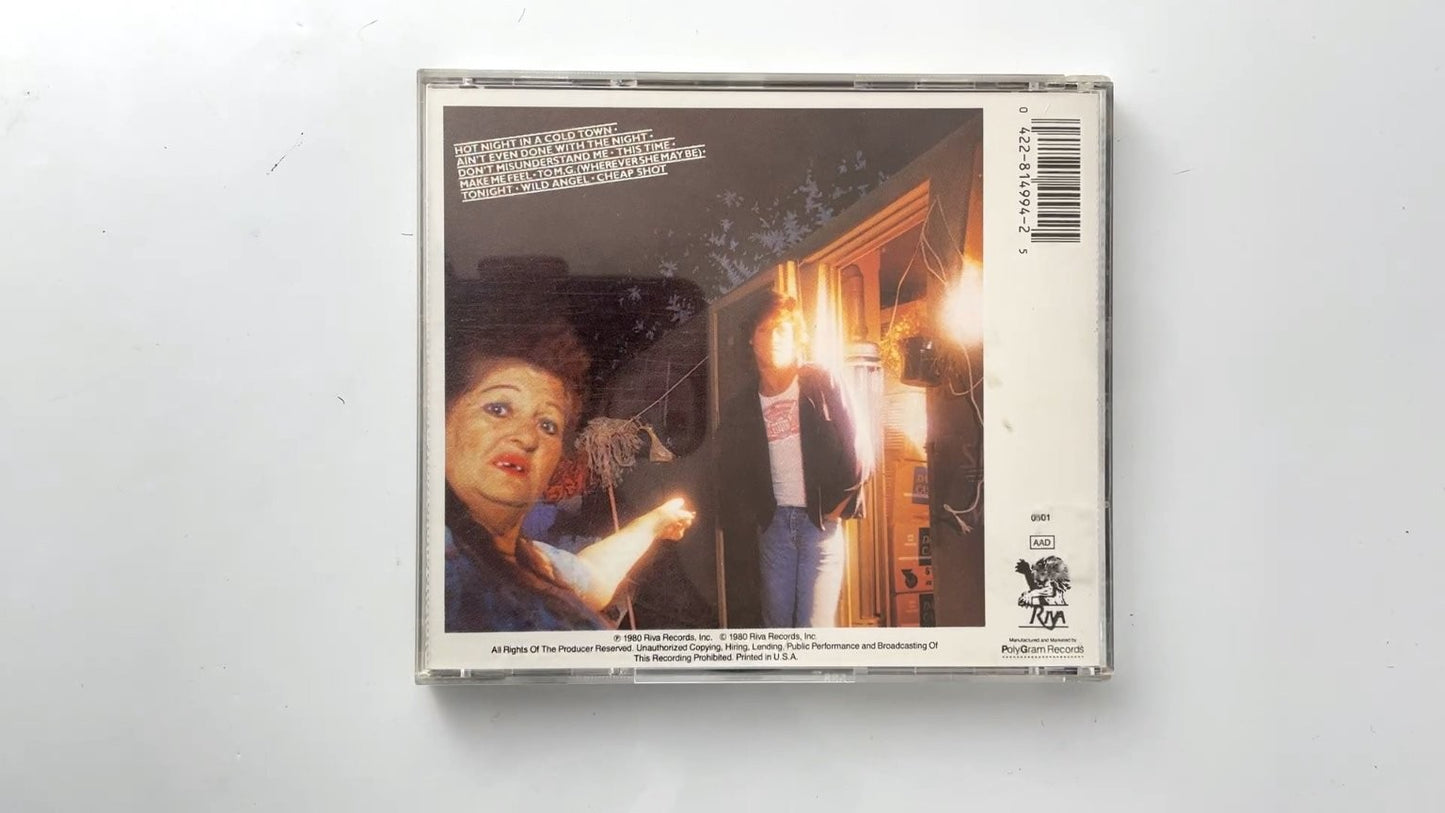 HOT NIGHT IN A COLD TOWN •
AIN'T EVEN DONE WITH THE NIGHT •
DON'T MISUNDERSTAND ME • THIS TIME •
MAKE ME FEEL • TO M.G. (WHEREVER SHE MAY BE) •
TONIGHT • WILD ANGEL • CHEAP SHOT
0 422-814994-2 5
0501
AAD
RIVA
Manufactured and Marketed by
PolyGram Records
℗ 1980 Riva Records, Inc. © 1980 Riva Records, Inc.
All Rights Of The Producer Reserved. Unauthorized Copying, Hiring, Lending, Public Performance and Broadcasting Of
This Recording Prohibited. Printed in U.S.A.